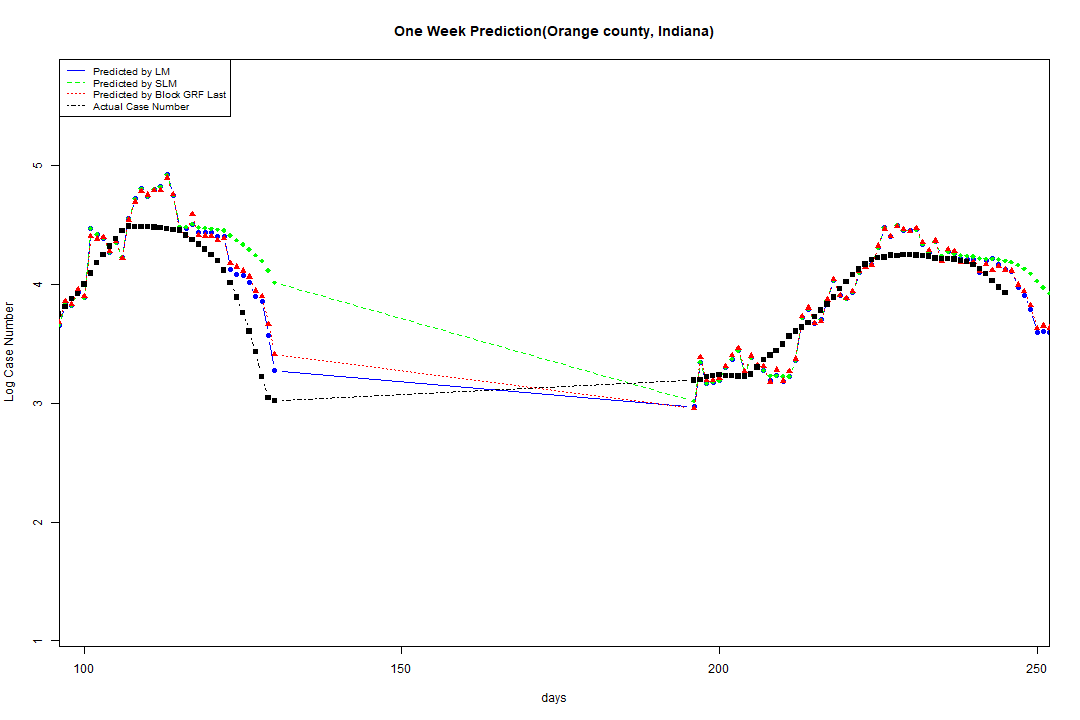 One Week Prediction(Orange county, Indiana)
Predicted by LM
Predicted by SLM
Predicted by Block GRF Last
Actual Case Number
5
4
3
2
1
Log Case Number
100 150 200 250
days